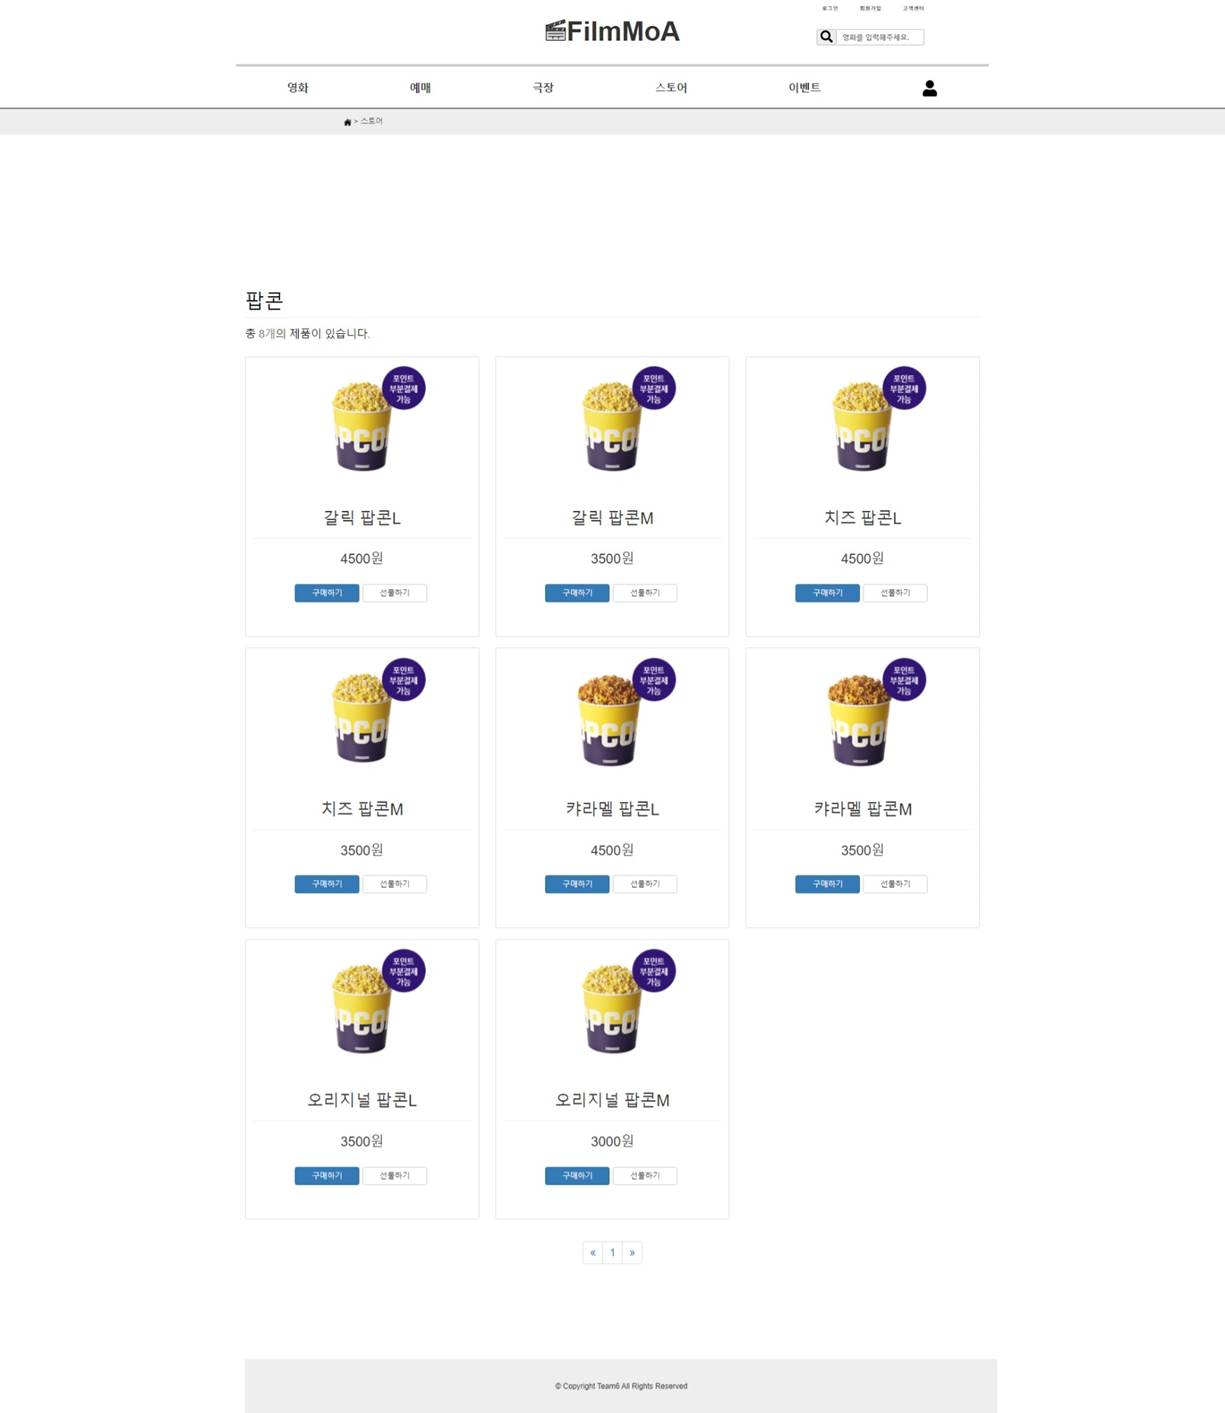 로그인 회원가입 고객센터
FilmMoA
영화를 입력해주세요.
영화 예매 극장 스토어 이벤트
> 스토어
팝콘
총 8개의 제품이 있습니다.
포인트
부분결제
가능
PCO
갈릭 팝콘L
4500원
구매하기 선물하기
포인트
부분결제
가능
OPCO
갈릭 팝콘M
3500원
구매하기 선물하기
포인트
부분결제
가능
OPCO
치즈 팝콘L
4500원
구매하기 선물하기
포인트
부분결제
가능
PCO
치즈 팝콘M
3500원
구매하기 선물하기
포인트
부분결제
가능
PCO
캬라멜 팝콘L
4500원
구매하기 선물하기
포인트
부분결제
가능
PCO
캬라멜 팝콘M
3500원
구매하기 선물하기
포인트
부분결제
가능
OPCO
오리지널 팝콘L
3500원
구매하기 선물하기
포인트
부분결제
가능
OPCO
오리지널 팝콘M
3000원
구매하기 선물하기
« 1 »
© Copyright Team6 All Rights Reserved